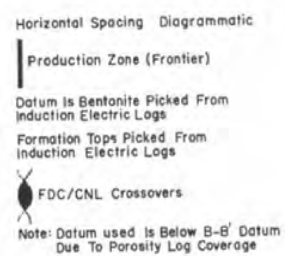 Horizontal Spacing Diagrammatic
Production Zone (Frontier)
Datum Is Bentonite Picked From
Induction Electric Logs
Formation Tops Picked From
Induction Electric Logs
FDC/CNL Crossovers
Note: Datum used Is Below B-B' Datum
Due To Porosity Log Coverage